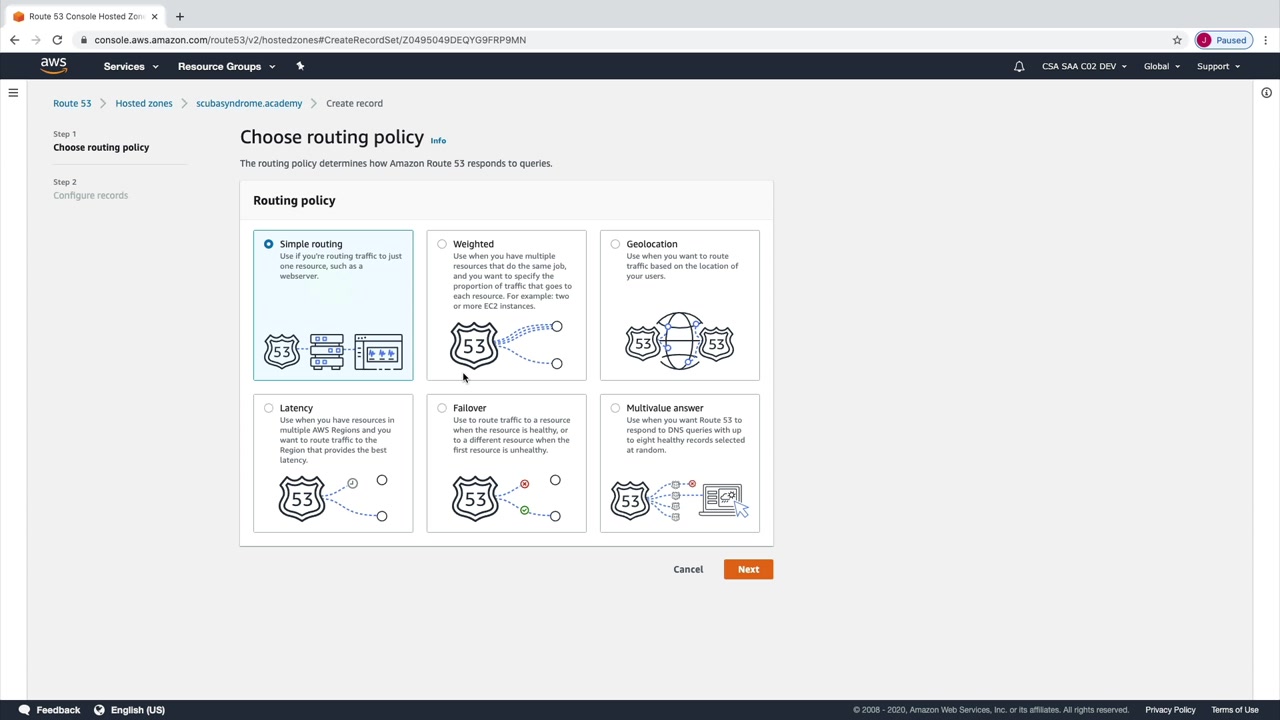 Route 53 Console Hosted Zon
console.aws.amazon.com/route53/v2/hostedzones#CreateRecordSet/Z0495049DEQYG9FRP9MN
J Paused
aws
Services
Resource Groups
CSA SAA C02 DEV
Global
Support
Route 53
Hosted zones
scubasyndrome.academy
Create record
Step 1
Choose routing policy
Step 2
Configure records
Choose routing policy Info
The routing policy determines how Amazon Route 53 responds to queries.
Routing policy
Simple routing
Use if you're routing traffic to just
one resource, such as a
webserver.
53
Weighted
Use when you have multiple
resources that do the same job,
and you want to specify the
proportion of traffic that goes to
each resource. For example: two
or more EC2 instances.
53
Geolocation
Use when you want to route
traffic based on the location of
your users.
53
53
Latency
Use when you have resources in
multiple AWS Regions and you
want to route traffic to the
Region that provides the best
latency.
53
Failover
Use to route traffic to a resource
when the resource is healthy, or
to a different resource when the
first resource is unhealthy.
53
Multivalue answer
Use when you want Route 53 to
respond to DNS queries with up
to eight healthy records selected
at random.
53
Cancel
Next
Feedback
English (US)
© 2008 - 2020, Amazon Web Services, Inc. or its affiliates. All rights reserved.
Privacy Policy
Terms of Use